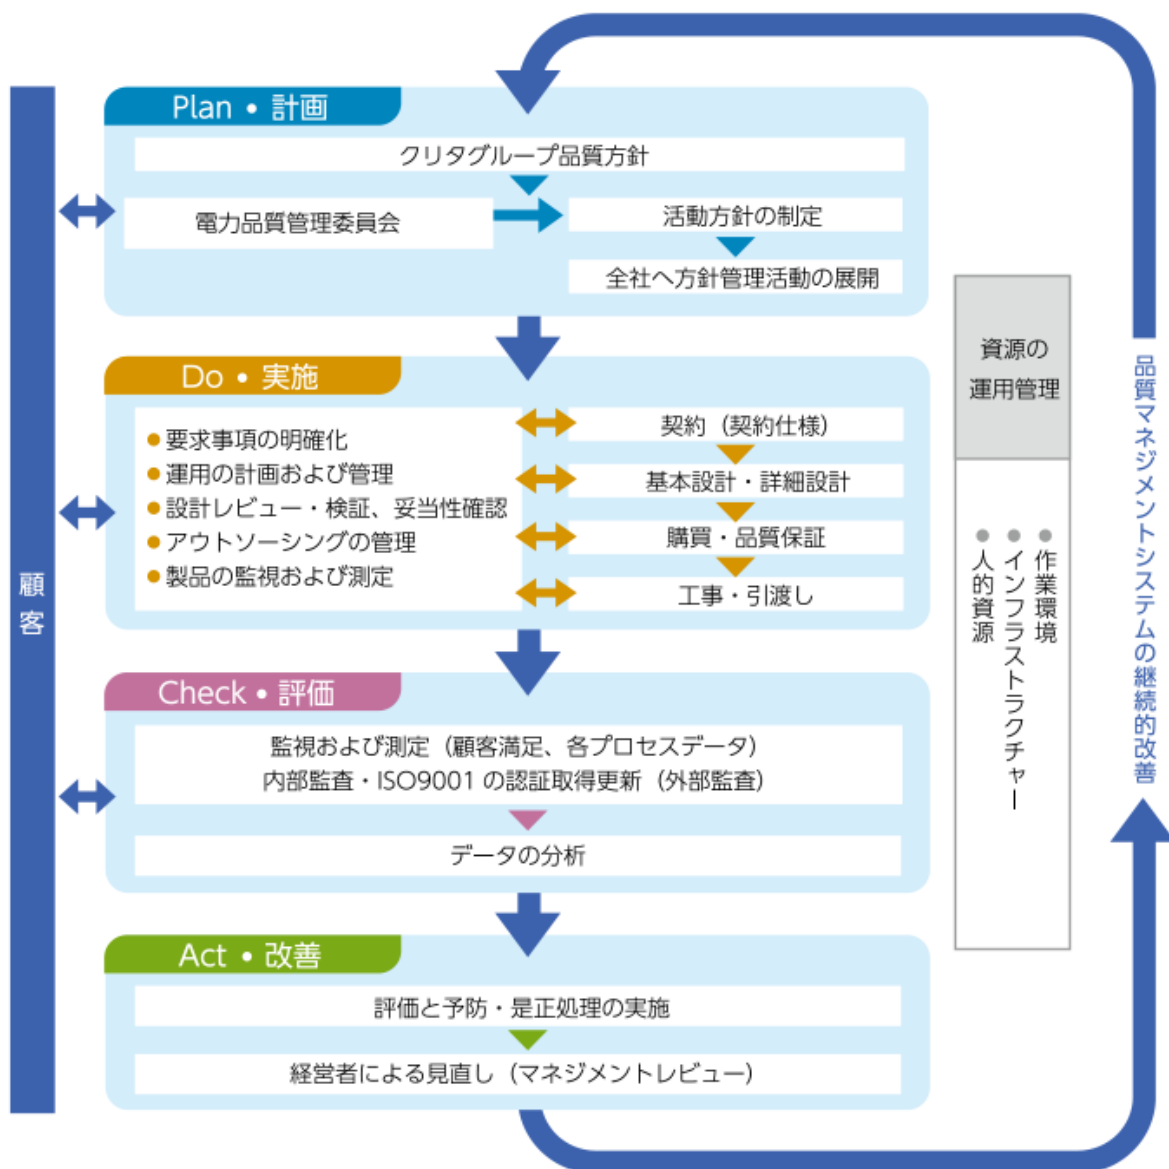 Plan・計画
クリタグループ品質方針
電力品質管理委員会
活動方針の制定
全社へ方針管理活動の展開
Do・実施
●要求事項の明確化
●運用の計画および管理
●設計レビュー・検証、妥当性確認
●アウトソーシングの管理
●製品の監視および測定
契約（契約仕様）
基本設計・詳細設計
購買・品質保証
工事・引渡し
Check・評価
監視および測定（顧客満足、各プロセスデータ）
内部監査・ISO9001 の認証取得更新（外部監査）
データの分析
Act・改善
評価と予防・是正処理の実施
経営者による見直し（マネジメントレビュー）
顧客
資源の
運用管理
●作業環境
●インフラストラクチャー
●人的資源
品質マネジメントシステムの継続的改善